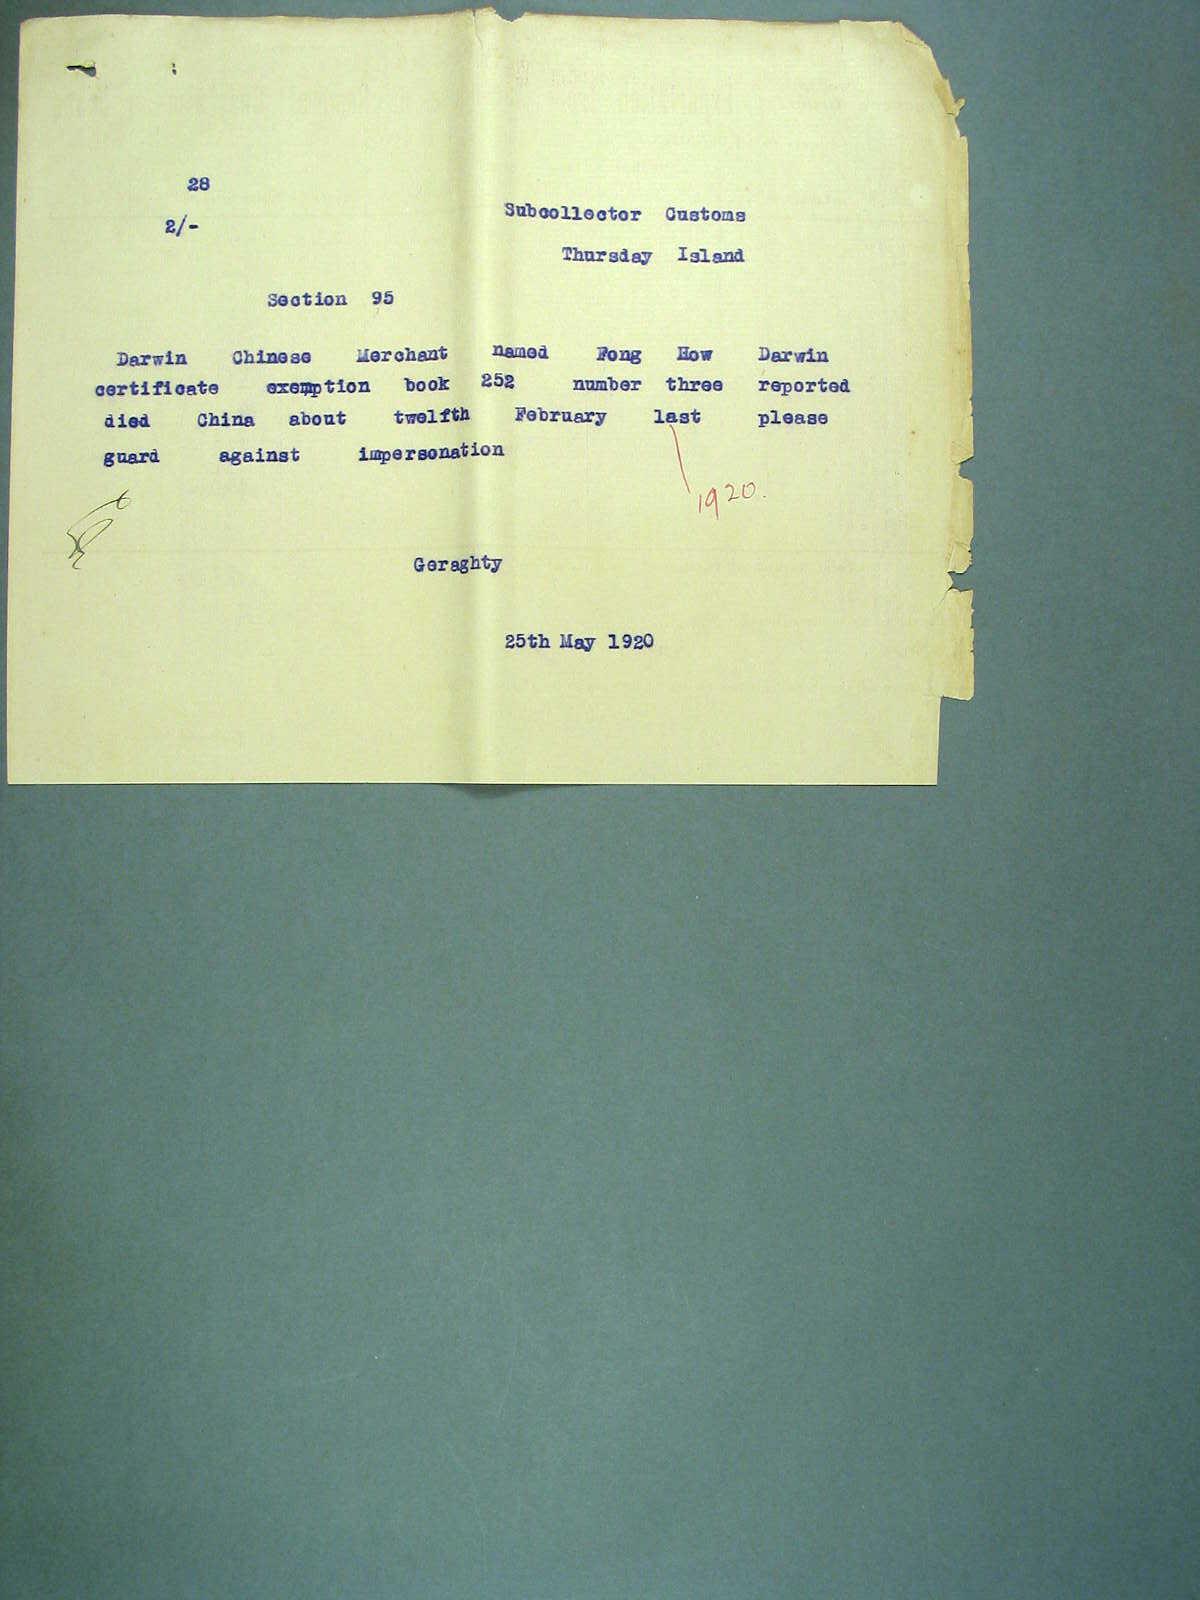 28
Subcollector Customs
2/-
Thursday Island
Section 95
Darwin Chinese Merchant named Fong How Darwin
certificate exemption book 252 number three reported
died China about twelfth February last please
guard against impersonation
1920.
Geraghty
25th May 1920